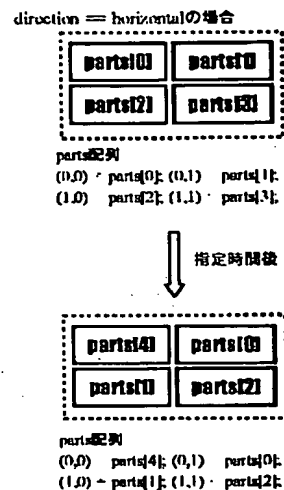 direction == horizontalの場合
parts[0] parts[1]
parts[2] parts[3]
parts配列
(0,0) - parts[0]; (0,1) parts[1];
(1,0) parts[2]; (1,1) - parts[3];
指定時間後
parts[4] parts[0]
parts[1] parts[2]
parts配列
(0,0) parts[4]; (0,1) parts[0];
(1,0) - parts[1]; (1,1) - parts[2];